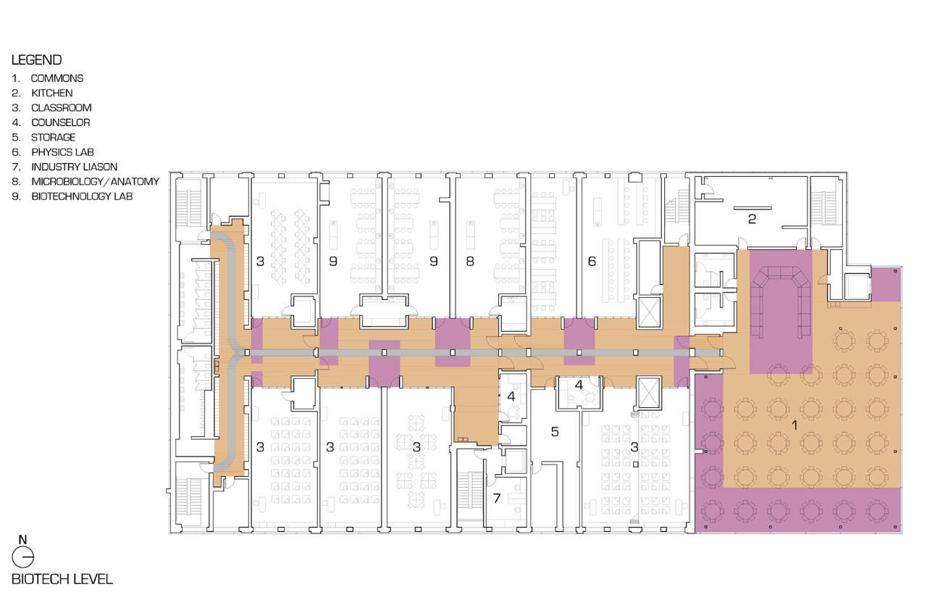 LEGEND
1. COMMONS
2. KITCHEN
3. CLASSROOM
4. COUNSELOR
5. STORAGE
6. PHYSICS LAB
7. INDUSTRY LIASON
8. MICROBIOLOGY/ANATOMY
9. BIOTECHNOLOGY LAB
2
3 9 9 8 6
4 4
1
3 3 3 5 3
7
N
BIOTECH LEVEL